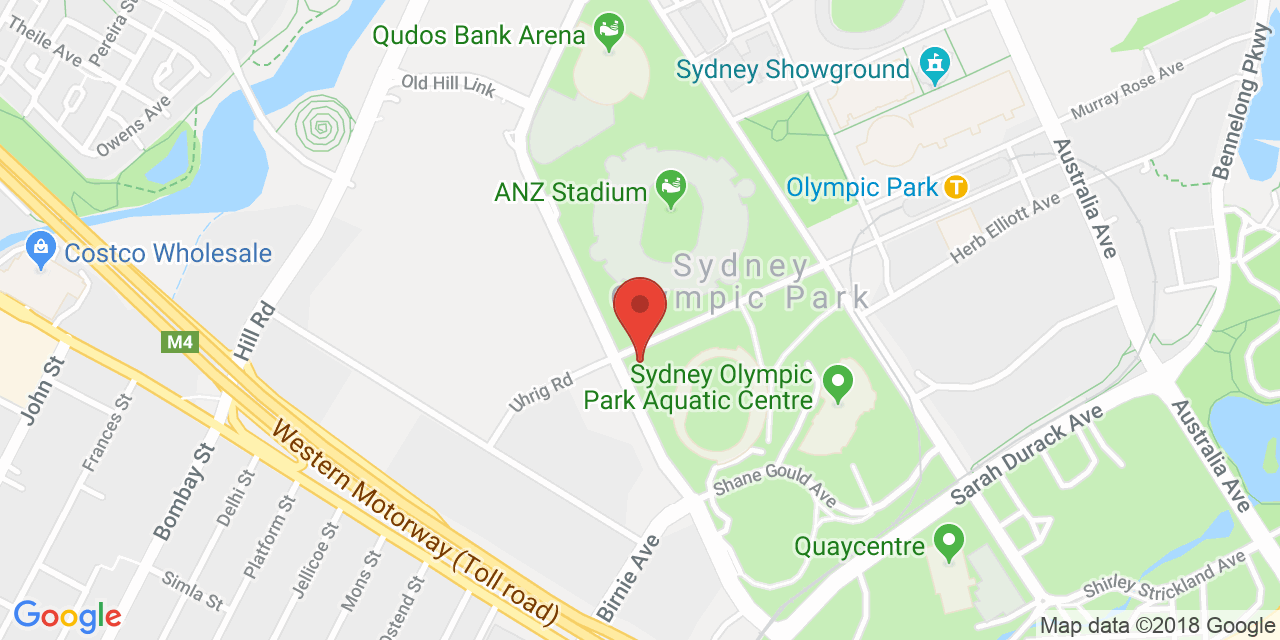 Theile Ave
Pereira St
Owens Ave
Qudos Bank Arena
Old Hill Link
Sydney Showground
Murray Rose Ave
Bennelong Pkwy
ANZ Stadium
Olympic Park
T
Australia Ave
Herb Elliott Ave
Costco Wholesale
Sydney
Olympic Park
M4
Hill Rd
John St
Frances St
Uhrig Rd
Sydney Olympic
Park Aquatic Centre
Western Motorway (Toll road)
Sarah Durack Ave
Australia Ave
Shane Gould Ave
Bombay St
Delhi St
Platform St
Jellicoe St
Mons St
Ostend St
Simla St
Birnie Ave
Quaycentre
Shirley Strickland Ave
Google
Map data ©2018 Google